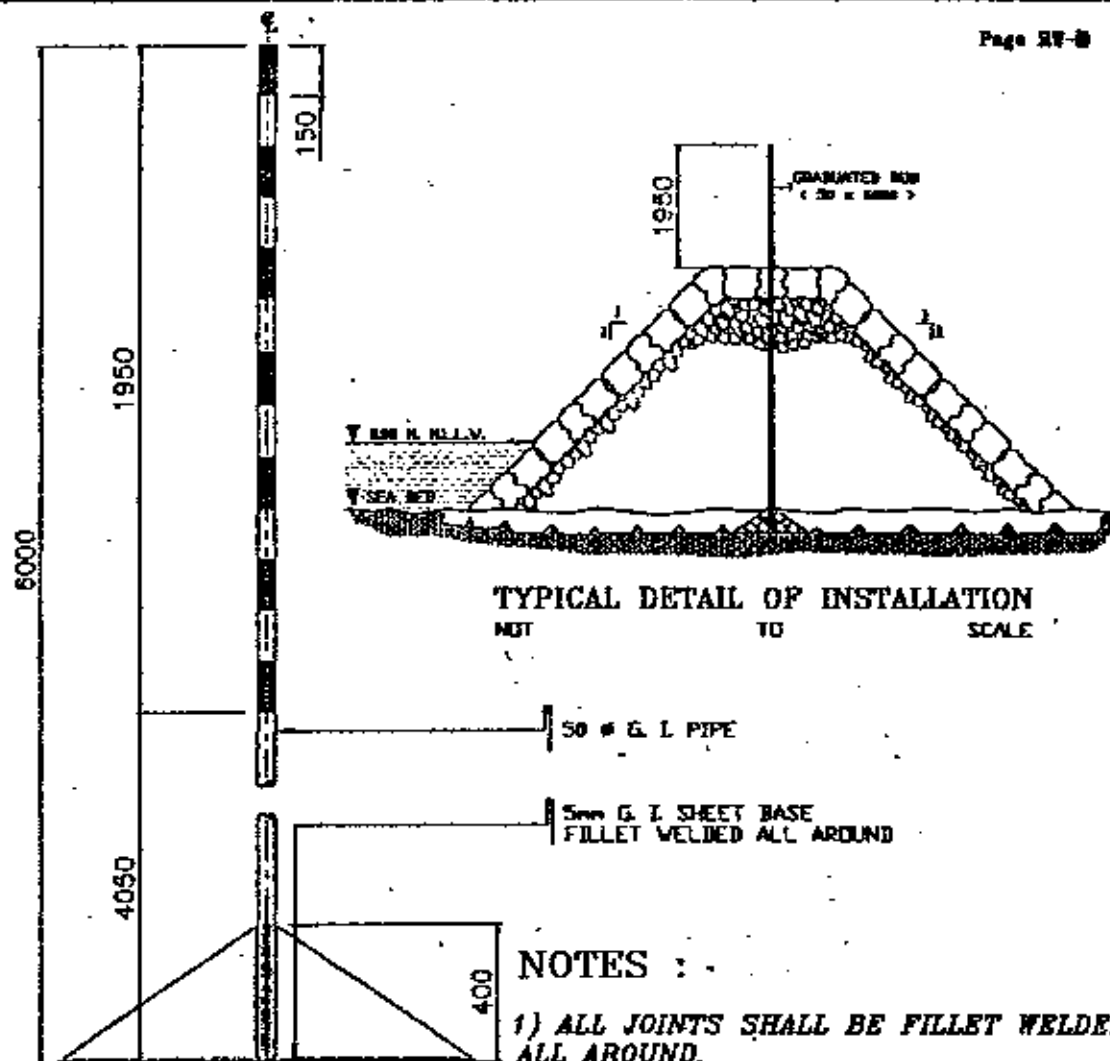 Page
150
1950
GRADUATED
1950
6000
M.L.L.W.
SEA BED
TYPICAL DETAIL OF INSTALLATION
NOT TO SCALE
50 ø G. I. PIPE
5mm G. I. SHEET BASE
FILLET WELDED ALL AROUND
4050
400
NOTES :
1) ALL JOINTS SHALL BE FILLET WELDE
ALL AROUND.